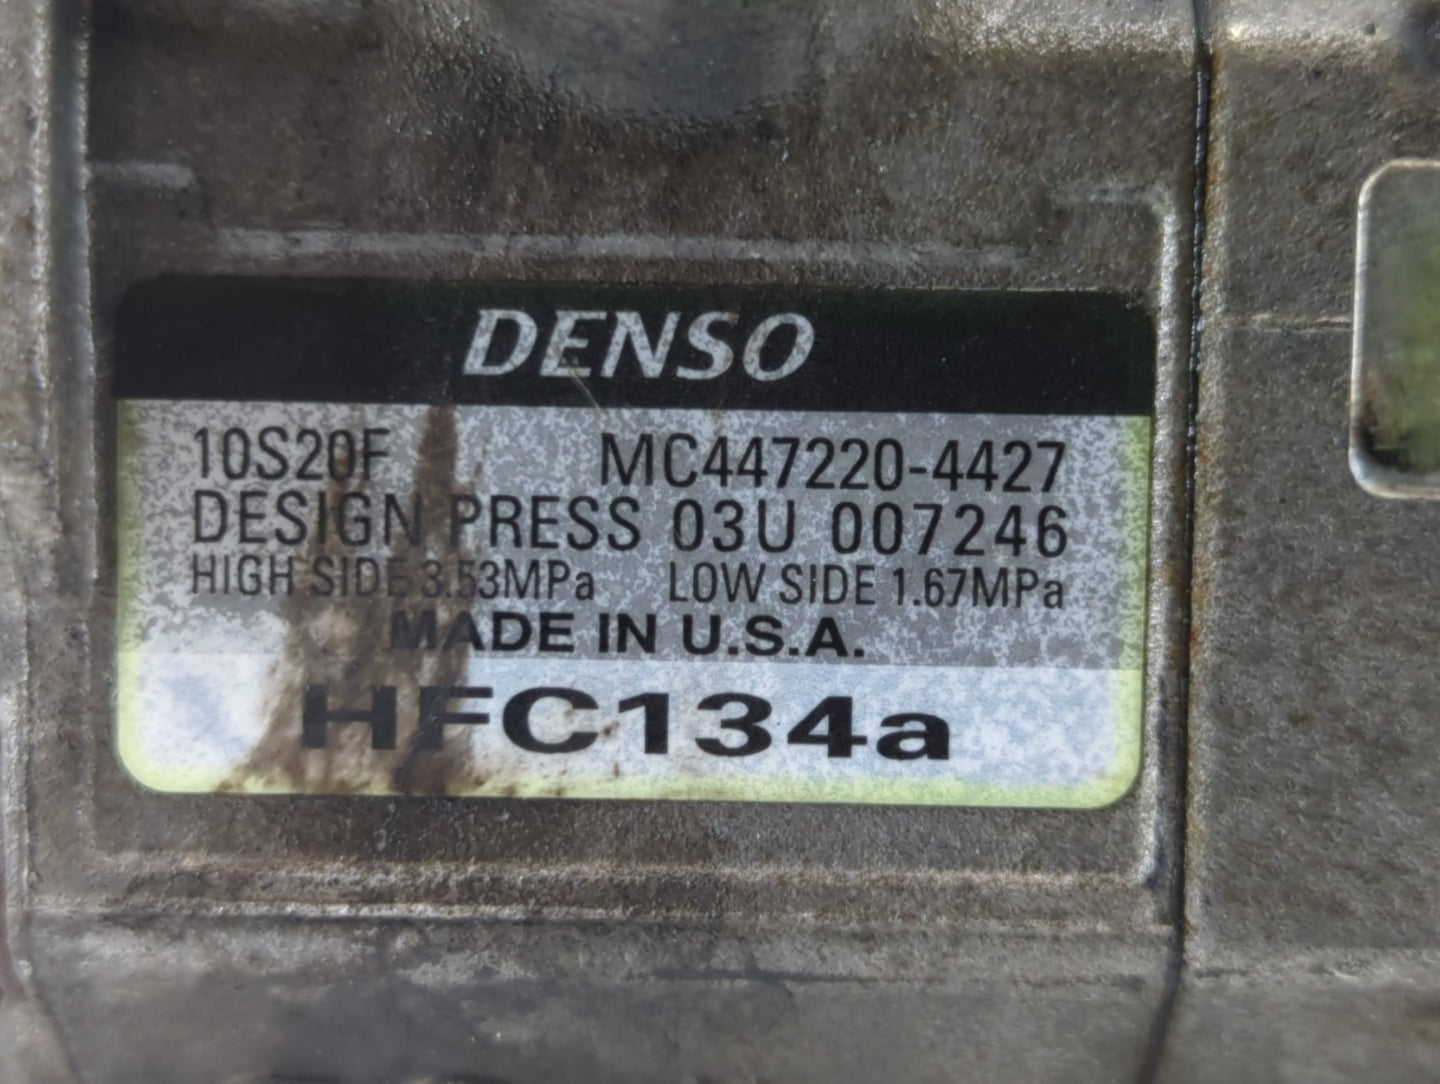 DENSO
10S20F MC447220-4427
DESIGN PRESS 03U 007246
HIGH SIDE 3.53MPa LOW SIDE 1.67MPa
MADE IN U.S.A.
HFC134a